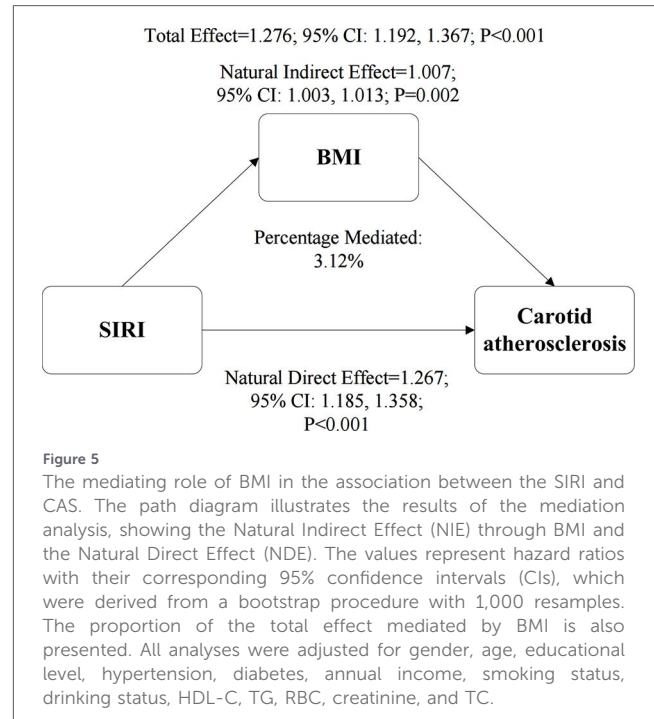 Total Effect=1.276; 95% CI: 1.192, 1.367; P<0.001
Natural Indirect Effect=1.007;
95% CI: 1.003, 1.013; P=0.002
BMI
Percentage Mediated:
3.12%
SIRI
Carotid
atherosclerosis
Natural Direct Effect=1.267;
95% CI: 1.185, 1.358;
P<0.001
Figure 5
The mediating role of BMI in the association between the SIRI and
CAS. The path diagram illustrates the results of the mediation
analysis, showing the Natural Indirect Effect (NIE) through BMI and
the Natural Direct Effect (NDE). The values represent hazard ratios
with their corresponding 95% confidence intervals (CIs), which
were derived from a bootstrap procedure with 1,000 resamples.
The proportion of the total effect mediated by BMI is also
presented. All analyses were adjusted for gender, age, educational
level, hypertension, diabetes, annual income, smoking status,
drinking status, HDL-C, TG, RBC, creatinine, and TC.